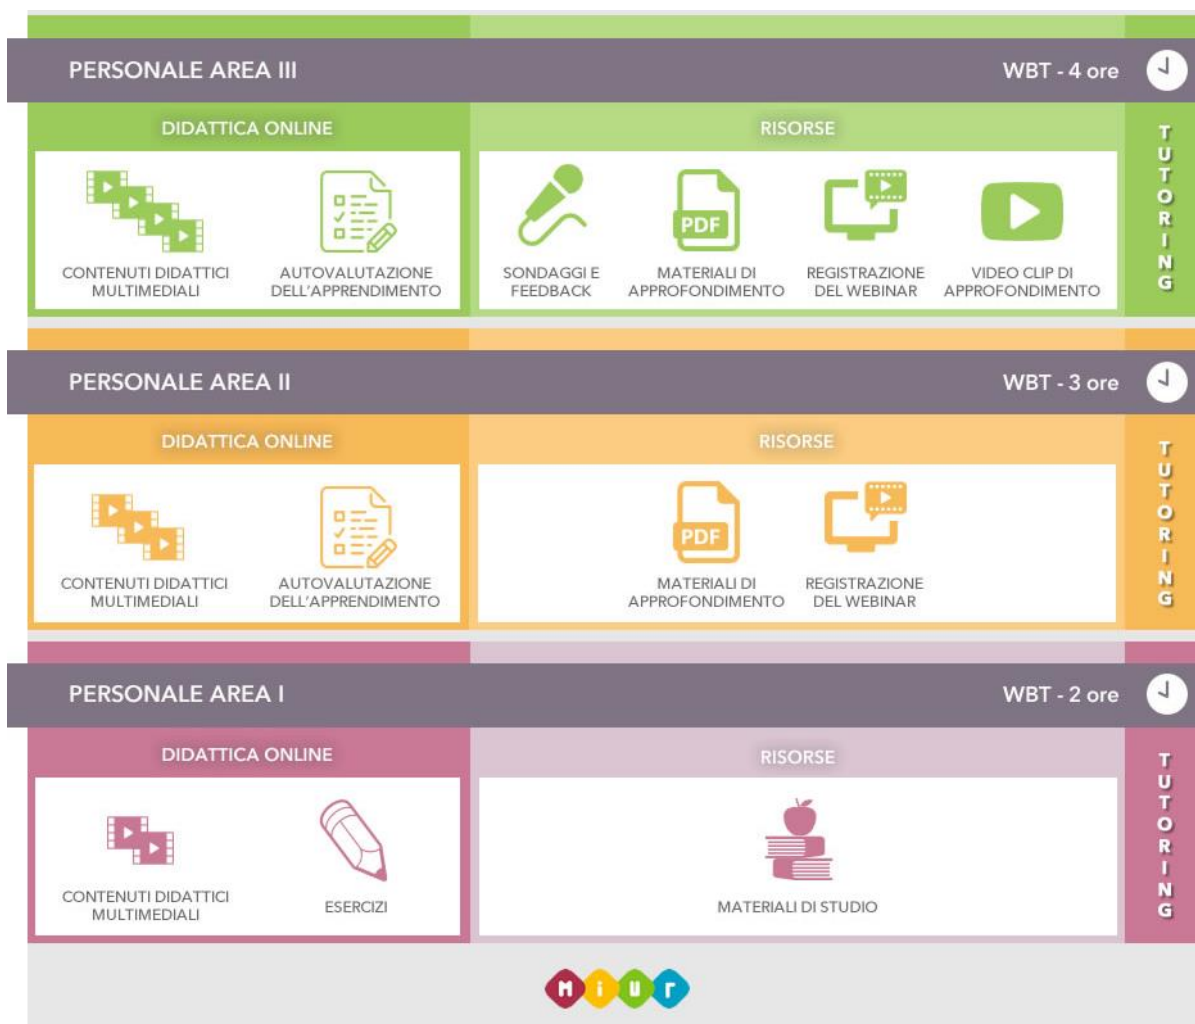 PERSONALE AREA III
WBT - 4 ore
DIDATTICA ONLINE
RISORSE
CONTENUTI DIDATTICI
MULTIMEDIALI
AUTOVALUTAZIONE
DELL'APPRENDIMENTO
SONDAGGI E
FEEDBACK
PDF
MATERIALI DI
APPROFONDIMENTO
REGISTRAZIONE
DEL WEBINAR
VIDEO CLIP DI
APPROFONDIMENTO
TUTORING
PERSONALE AREA II
WBT - 3 ore
DIDATTICA ONLINE
RISORSE
CONTENUTI DIDATTICI
MULTIMEDIALI
AUTOVALUTAZIONE
DELL'APPRENDIMENTO
PDF
MATERIALI DI
APPROFONDIMENTO
REGISTRAZIONE
DEL WEBINAR
TUTORING
PERSONALE AREA I
WBT - 2 ore
DIDATTICA ONLINE
RISORSE
CONTENUTI DIDATTICI
MULTIMEDIALI
ESERCIZI
MATERIALI DI STUDIO
TUTORING
MiUr